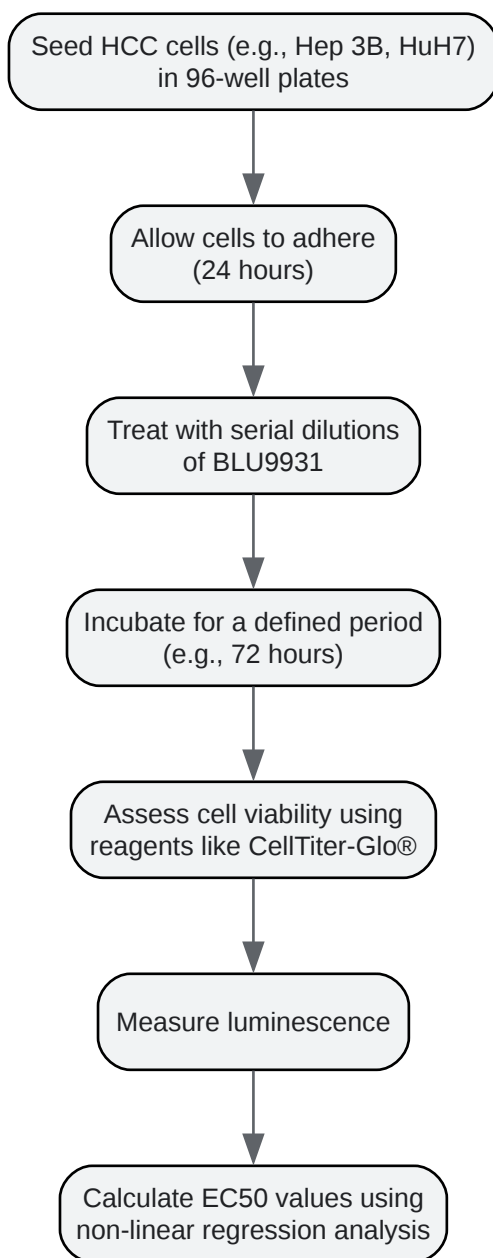 Seed HCC cells (e.g., Hep 3B, HuH7)
in 96-well plates
Allow cells to adhere
(24 hours)
Treat with serial dilutions
of BLU9931
Incubate for a defined period
(e.g., 72 hours)
Assess cell viability using
reagents like CellTiter-Glo®
Measure luminescence
Calculate EC50 values using
non-linear regression analysis